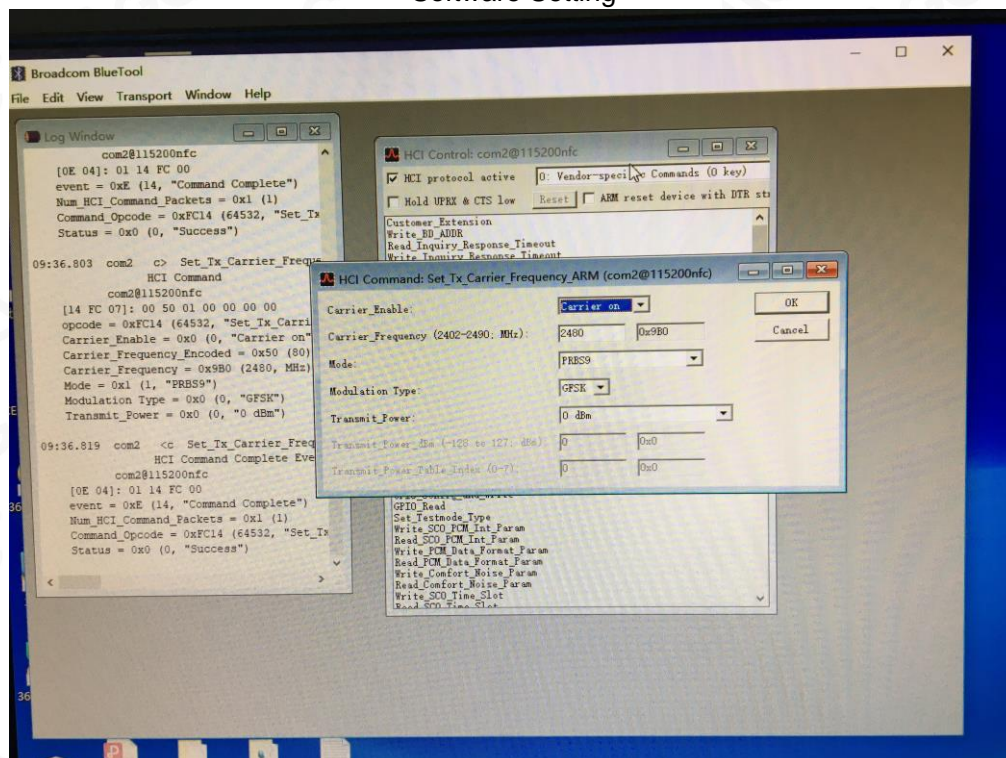 Software Setting
Broadcom BlueTool
File Edit View Transport Window Help
Log Window
com2@115200nfc
[0E 04]: 01 14 FC 00
event = 0xE (14, "Command Complete")
Num_HCI_Command_Packets = 0x1 (1)
Command_Opcode = 0xFC14 (64532, "Set_Tx
Status = 0x0 (0, "Success")
09:36.803 com2 c> Set_Tx_Carrier_Freque
HCI Command
com2@115200nfc
[14 FC 07]: 00 50 01 00 00 00 00
opcode = 0xFC14 (64532, "Set_Tx_Carri
Carrier_Enable = 0x0 (0, "Carrier on"
Carrier_Frequency_Encoded = 0x50 (80)
Carrier_Frequency = 0x9B0 (2480, MHz)
Mode = 0x1 (1, "PRBS9")
Modulation Type = 0x0 (0, "GFSK")
Transmit_Power = 0x0 (0, "0 dBm")
09:36.819 com2 <c Set_Tx_Carrier_Freq
HCI Command Complete Eve
com2@115200nfc
[0E 04]: 01 14 FC 00
event = 0xE (14, "Command Complete")
Num_HCI_Command_Packets = 0x1 (1)
Command_Opcode = 0xFC14 (64532, "Set_Tx
Status = 0x0 (0, "Success")
HCI Control: com2@115200nfc
HCI protocol active 0: Vendor-specific Commands (0 key)
Hold UPRX & CTS low Reset ARM reset device with DTR st
Customer_Extension
Write_BD_ADDR
Read_Inquiry_Response_Timeout
Write_Inquiry_Response_Timeout
HCI Command: Set_Tx_Carrier_Frequency_ARM (com2@115200nfc)
Carrier_Enable: Carrier on OK
Carrier_Frequency (2402-2490; MHz): 2480 0x9B0 Cancel
Mode: PRBS9
Modulation Type: GFSK
Transmit_Power: 0 dBm
Transmit_Power_dBm (-128 to 127; dBm): 0 0x0
Transmit_Power_Table_Index (0-7): 0 0x0
GPIO_Config_and_Write
GPIO_Read
Set_Testmode_Type
Write_SCO_PCM_Int_Param
Read_SCO_PCM_Int_Param
Write_PCM_Data_Format_Param
Read_PCM_Data_Format_Param
Write_Comfort_Noise_Param
Read_Comfort_Noise_Param
Write_SCO_Time_Slot
Read_SCO_Time_Slot
36
36